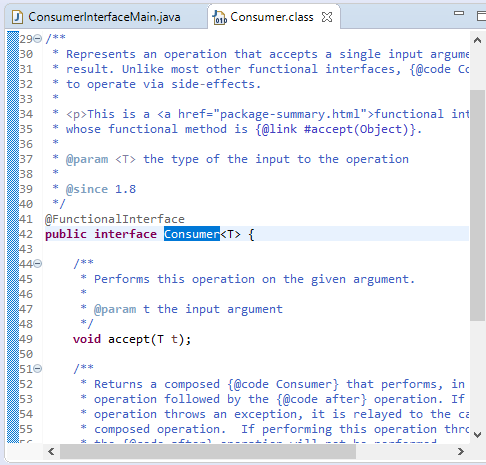 ConsumerInterfaceMain.java Consumer.class
29 /**
30 * Represents an operation that accepts a single input argume
31 * result. Unlike most other functional interfaces, {@code Co
32 * to operate via side-effects.
33 *
34 * <p>This is a <a href="package-summary.html">functional int
35 * whose functional method is {@link #accept(Object)}.
36 *
37 * @param <T> the type of the input to the operation
38 *
39 * @since 1.8
40 */
41 @FunctionalInterface
42 public interface Consumer<T> {
43
44 /**
45 * Performs this operation on the given argument.
46 *
47 * @param t the input argument
48 */
49 void accept(T t);
50
51 /**
52 * Returns a composed {@code Consumer} that performs, in
53 * operation followed by the {@code after} operation. If
54 * operation throws an exception, it is relayed to the ca
55 * composed operation. If performing this operation thro
56 * the {@code after} operation will not be performed